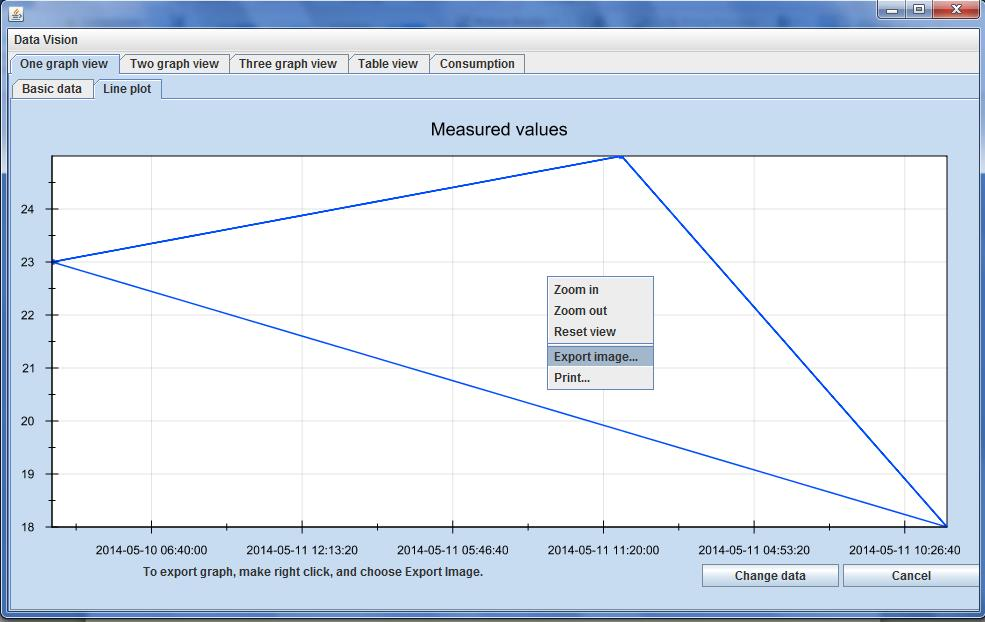 Data Vision
One graph view Two graph view Three graph view Table view Consumption
Basic data Line plot
Measured values
24
23
22
21
20
19
18
Zoom in
Zoom out
Reset view
Export image...
Print...
2014-05-10 06:40:00 2014-05-11 12:13:20 2014-05-11 05:46:40 2014-05-11 11:20:00 2014-05-11 04:53:20 2014-05-11 10:26:40
To export graph, make right click, and choose Export Image.
Change data Cancel